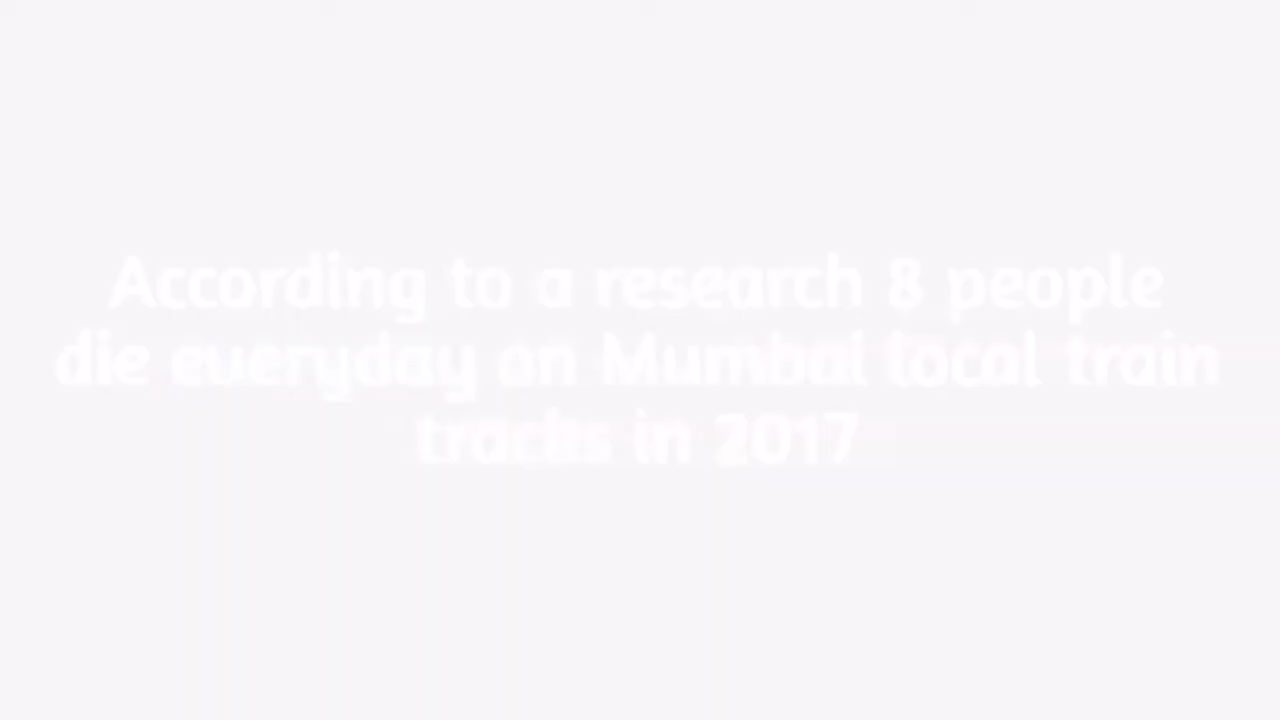 According to a research 8 people
die everyday on Mumbai local train
tracks in 2017